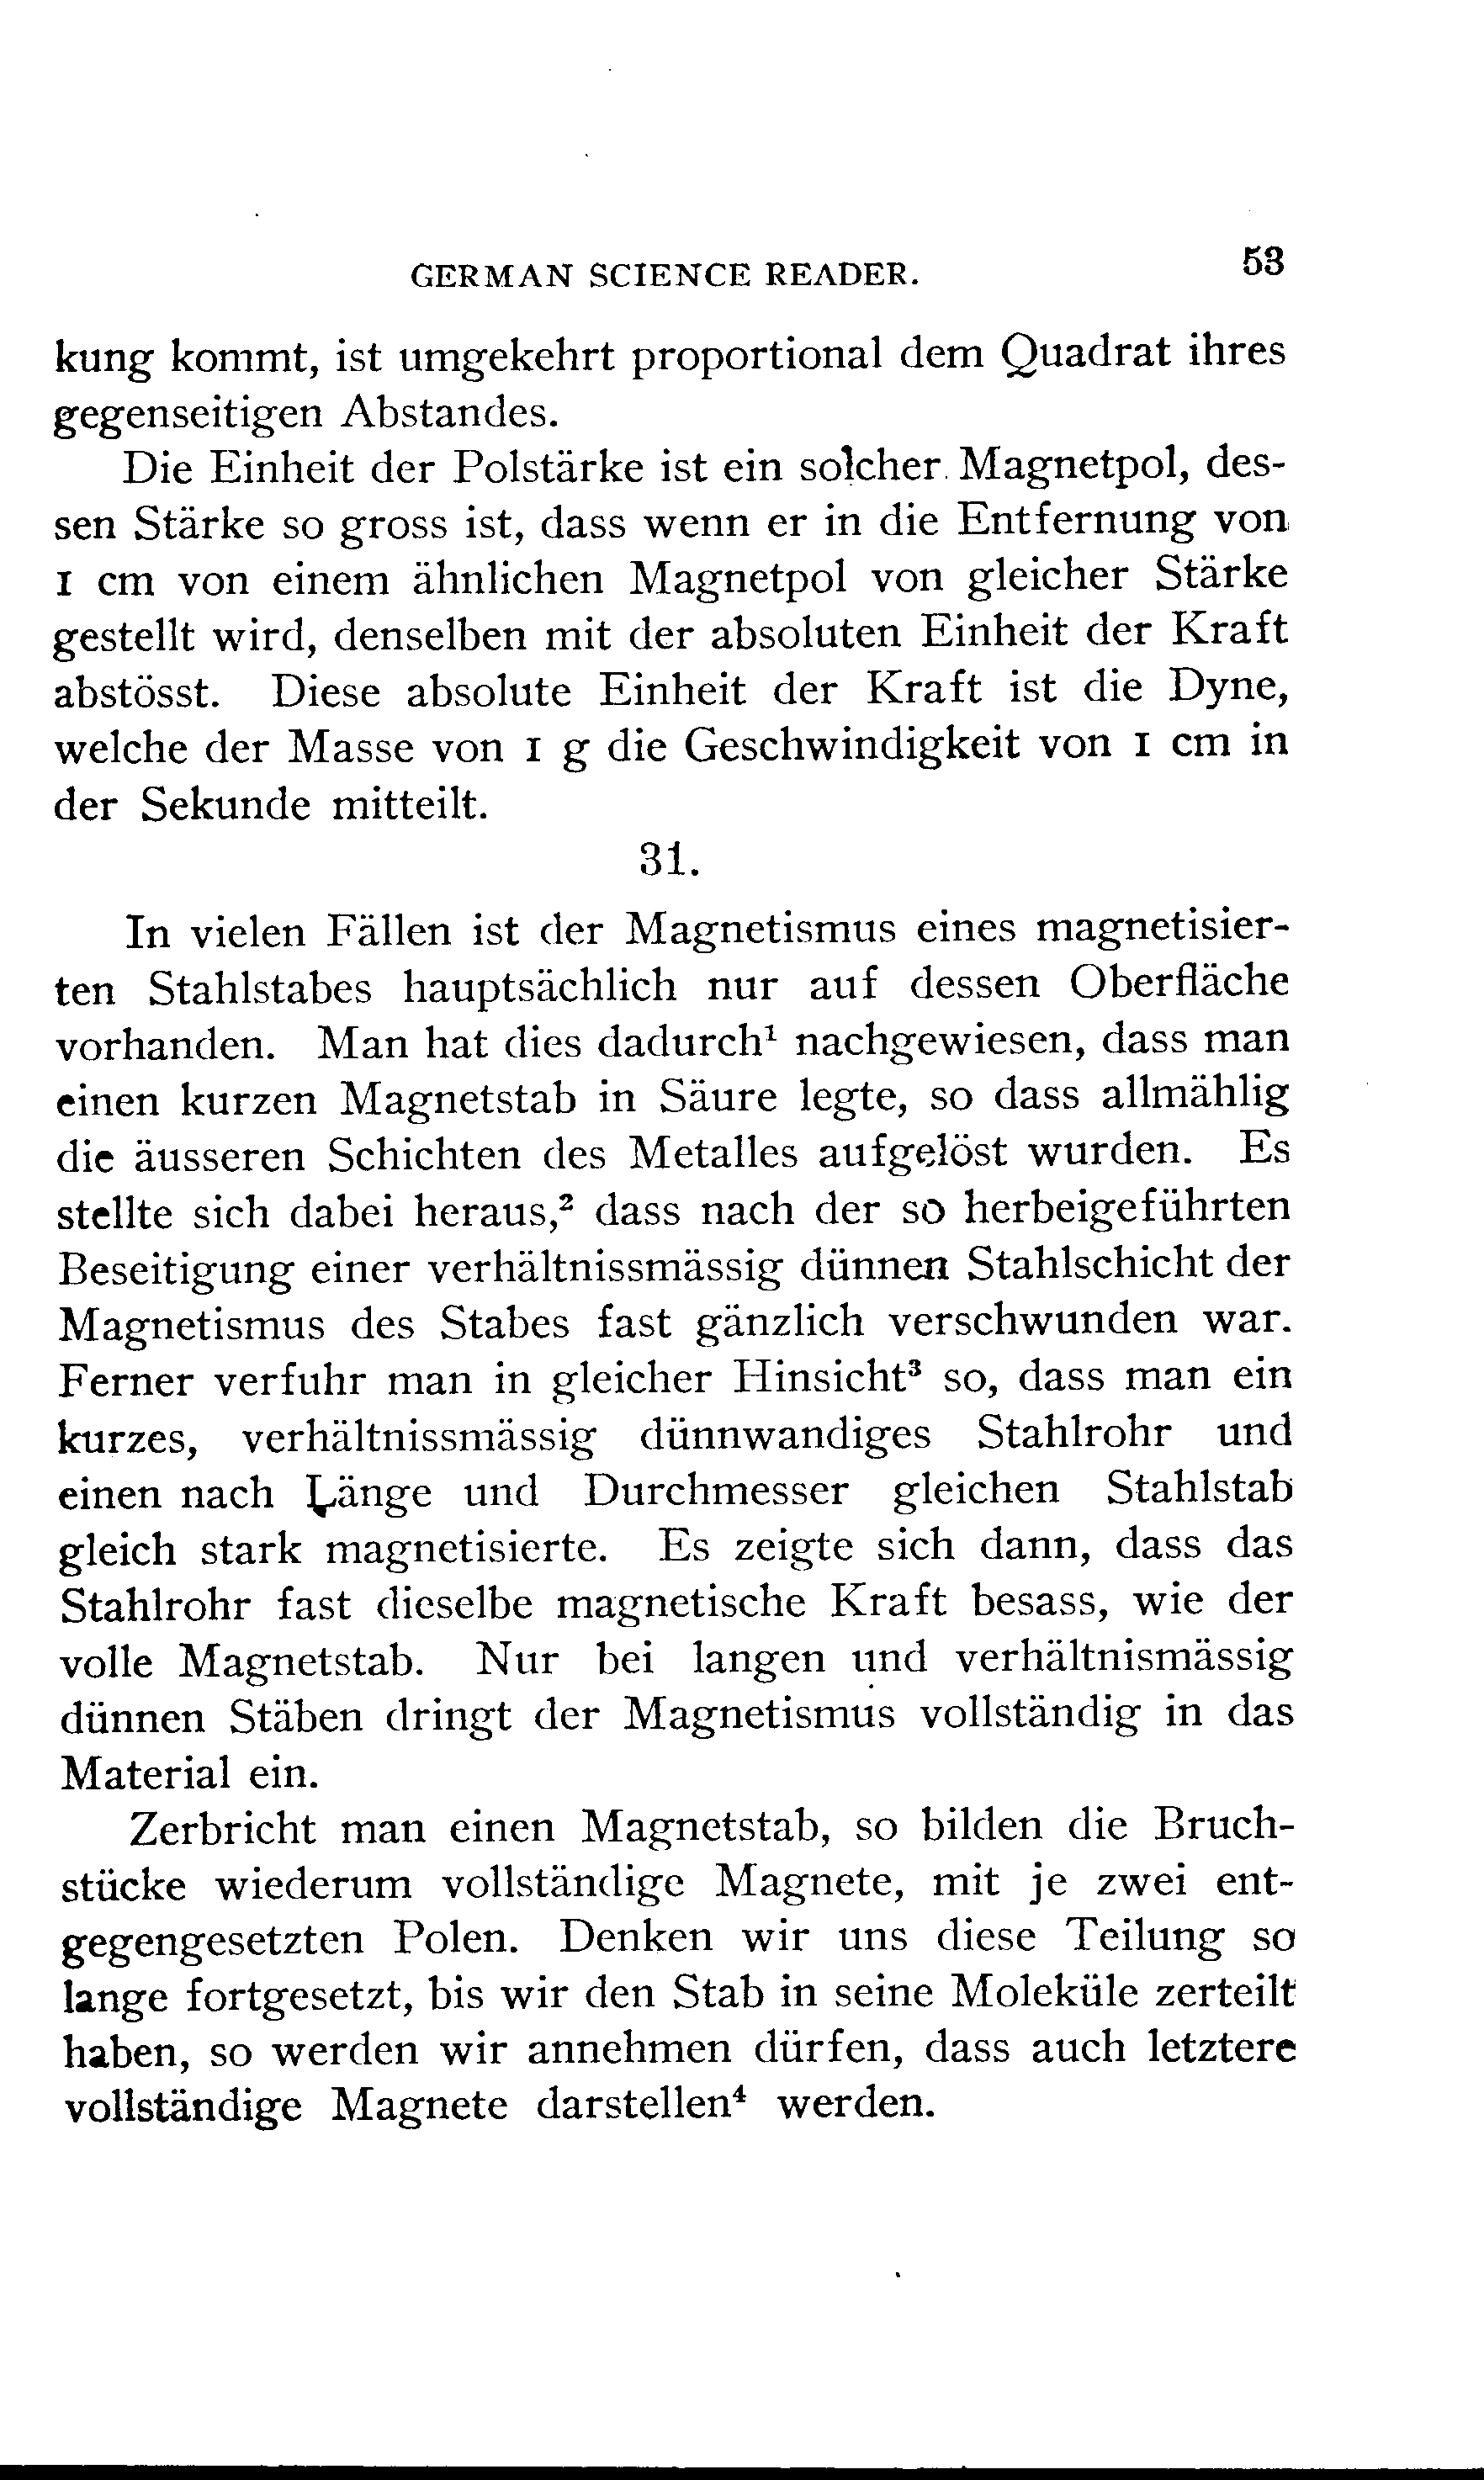 GERMAN SCIENCE READER. 53
kung kommt, ist umgekehrt proportional dem Quadrat ihres
gegenseitigen Abstandes.
Die Einheit der Polstärke ist ein solcher Magnetpol, des-
sen Stärke so gross ist, dass wenn er in die Entfernung von
1 cm von einem ähnlichen Magnetpol von gleicher Stärke
gestellt wird, denselben mit der absoluten Einheit der Kraft
abstösst. Diese absolute Einheit der Kraft ist die Dyne,
welche der Masse von 1 g die Geschwindigkeit von 1 cm in
der Sekunde mitteilt.
31.
In vielen Fällen ist der Magnetismus eines magnetisier-
ten Stahlstabes hauptsächlich nur auf dessen Oberfläche
vorhanden. Man hat dies dadurch¹ nachgewiesen, dass man
einen kurzen Magnetstab in Säure legte, so dass allmählig
die äusseren Schichten des Metalles aufgelöst wurden. Es
stellte sich dabei heraus,² dass nach der so herbeigeführten
Beseitigung einer verhältnissmässig dünnen Stahlschicht der
Magnetismus des Stabes fast gänzlich verschwunden war.
Ferner verfuhr man in gleicher Hinsicht³ so, dass man ein
kurzes, verhältnissmässig dünnwandiges Stahlrohr und
einen nach Länge und Durchmesser gleichen Stahlstab
gleich stark magnetisierte. Es zeigte sich dann, dass das
Stahlrohr fast dieselbe magnetische Kraft besass, wie der
volle Magnetstab. Nur bei langen und verhältnismässig
dünnen Stäben dringt der Magnetismus vollständig in das
Material ein.
Zerbricht man einen Magnetstab, so bilden die Bruch-
stücke wiederum vollständige Magnete, mit je zwei ent-
gegengesetzten Polen. Denken wir uns diese Teilung so
lange fortgesetzt, bis wir den Stab in seine Moleküle zerteilt
haben, so werden wir annehmen dürfen, dass auch letztere
vollständige Magnete darstellen⁴ werden.